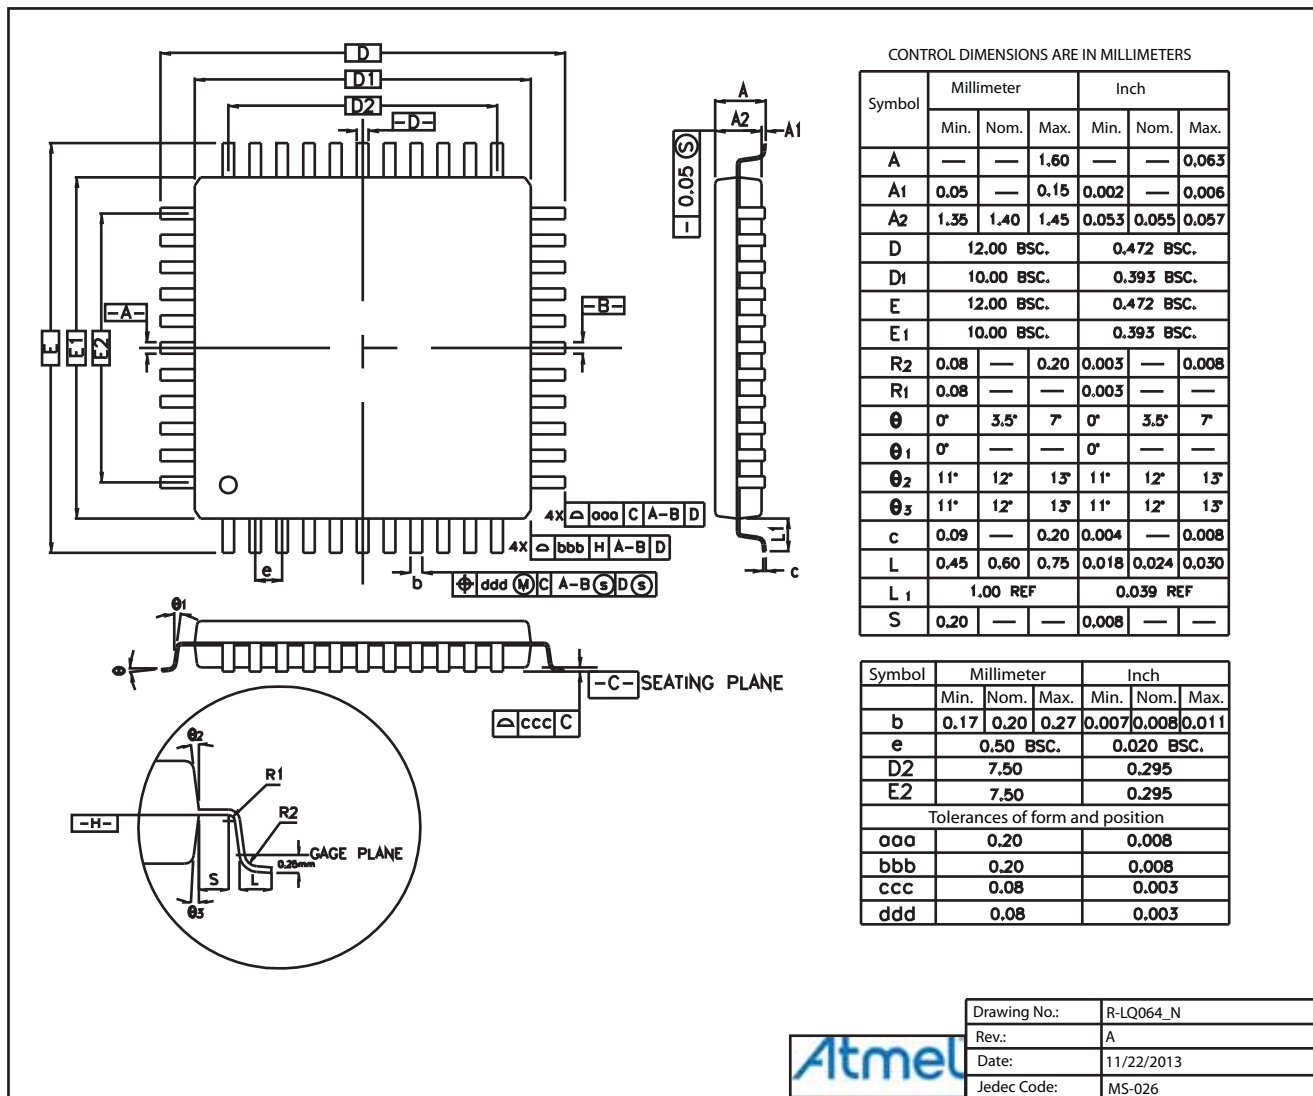 D
D1
D2
-D-
-A-
-B-
E
E1
E2
4X ⌓ aaa C A-B D
4X ⌓ bbb H A-B D
e
b
⌖ ddd Ⓜ C A-B Ⓢ D Ⓢ
A
A2
A1
0.05 Ⓢ
L1
c
θ1
θ
-C- SEATING PLANE
⌓ ccc C
θ2
R1
R2
-H-
GAGE PLANE
0.25mm
S
L
θ3
CONTROL DIMENSIONS ARE IN MILLIMETERS
Symbol Millimeter Inch
Min. Nom. Max. Min. Nom. Max.
A — — 1.60 — — 0.063
A1 0.05 — 0.15 0.002 — 0.006
A2 1.35 1.40 1.45 0.053 0.055 0.057
D 12.00 BSC. 0.472 BSC.
D1 10.00 BSC. 0.393 BSC.
E 12.00 BSC. 0.472 BSC.
E1 10.00 BSC. 0.393 BSC.
R2 0.08 — 0.20 0.003 — 0.008
R1 0.08 — — 0.003 — —
θ 0° 3.5° 7° 0° 3.5° 7°
θ1 0° — — 0° — —
θ2 11° 12° 13° 11° 12° 13°
θ3 11° 12° 13° 11° 12° 13°
c 0.09 — 0.20 0.004 — 0.008
L 0.45 0.60 0.75 0.018 0.024 0.030
L1 1.00 REF 0.039 REF
S 0.20 — — 0.008 — —
Symbol Millimeter Inch
Min. Nom. Max. Min. Nom. Max.
b 0.17 0.20 0.27 0.007 0.008 0.011
e 0.50 BSC. 0.020 BSC.
D2 7.50 0.295
E2 7.50 0.295
Tolerances of form and position
aaa 0.20 0.008
bbb 0.20 0.008
ccc 0.08 0.003
ddd 0.08 0.003
Atmel
Drawing No.: R-LQ064_N
Rev.: A
Date: 11/22/2013
Jedec Code: MS-026